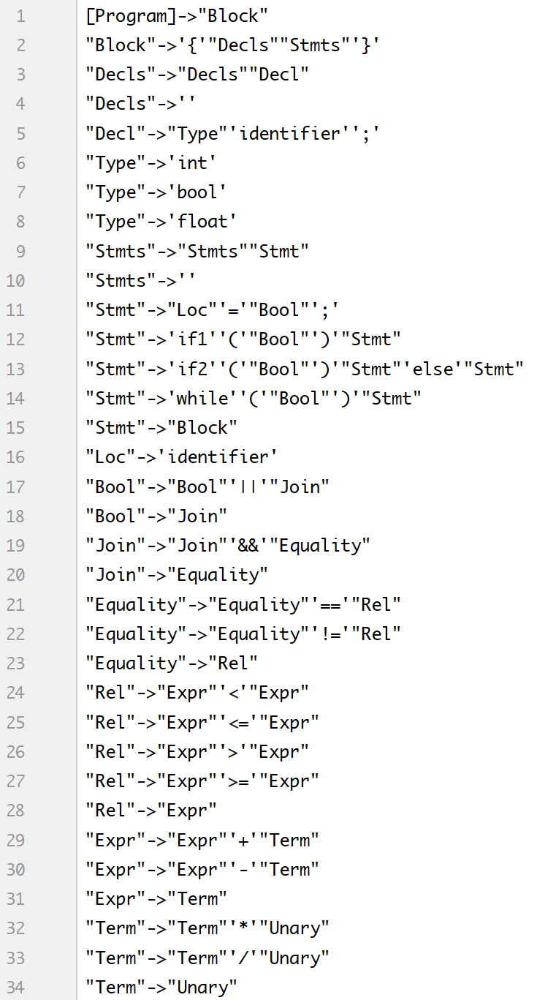 1 [Program]->"Block"
2 "Block"->'{'"Decls""Stmts"'}'
3 "Decls"->"Decls""Decl"
4 "Decls"->''
5 "Decl"->"Type"'identifier'';'
6 "Type"->'int'
7 "Type"->'bool'
8 "Type"->'float'
9 "Stmts"->"Stmts""Stmt"
10 "Stmts"->''
11 "Stmt"->"Loc"'='"Bool"';'
12 "Stmt"->'if1''('"Bool"')'"Stmt"
13 "Stmt"->'if2''('"Bool"')'"Stmt"'else'"Stmt"
14 "Stmt"->'while''('"Bool"')'"Stmt"
15 "Stmt"->"Block"
16 "Loc"->'identifier'
17 "Bool"->"Bool"'||'"Join"
18 "Bool"->"Join"
19 "Join"->"Join"'&&'"Equality"
20 "Join"->"Equality"
21 "Equality"->"Equality"'=='"Rel"
22 "Equality"->"Equality"'!='"Rel"
23 "Equality"->"Rel"
24 "Rel"->"Expr"'<'"Expr"
25 "Rel"->"Expr"'<='"Expr"
26 "Rel"->"Expr"'>'"Expr"
27 "Rel"->"Expr"'>='"Expr"
28 "Rel"->"Expr"
29 "Expr"->"Expr"'+'"Term"
30 "Expr"->"Expr"'-'"Term"
31 "Expr"->"Term"
32 "Term"->"Term"'*'"Unary"
33 "Term"->"Term"'/'"Unary"
34 "Term"->"Unary"